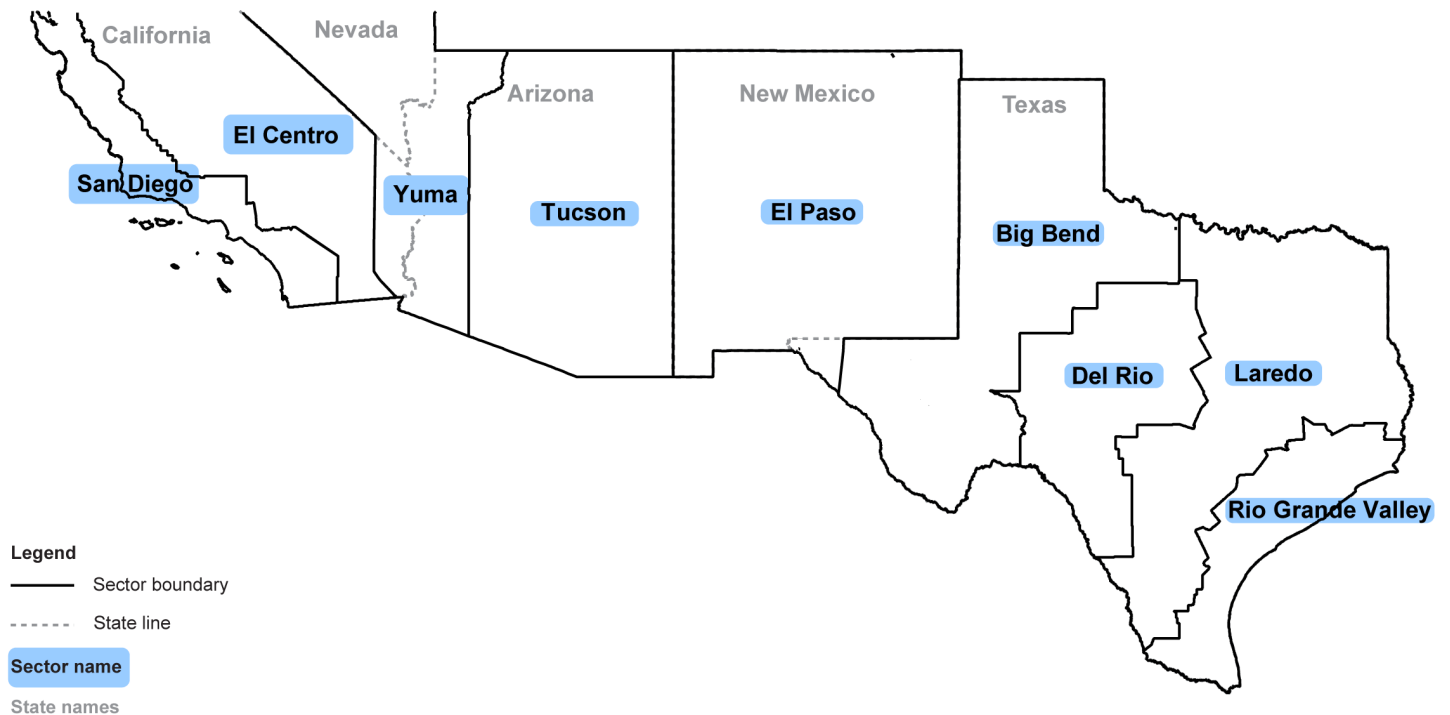 California
Nevada
Arizona
New Mexico
Texas
El Centro
San Diego
Yuma
Tucson
El Paso
Big Bend
Del Rio
Laredo
Rio Grande Valley
Legend
Sector boundary
State line
Sector name
State names